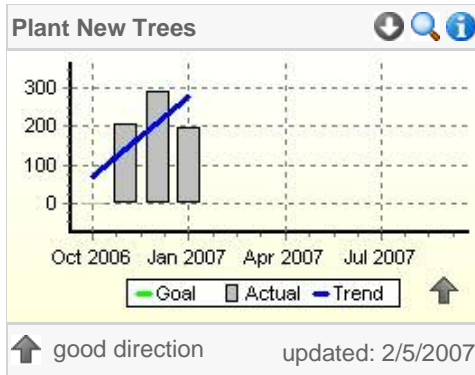 Plant New Trees
300
200
100
0
Oct 2006 Jan 2007 Apr 2007 Jul 2007
Goal Actual Trend
good direction updated: 2/5/2007